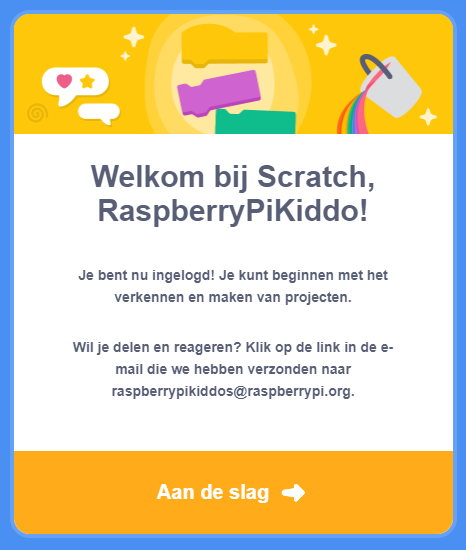 Welkom bij Scratch,
RaspberryPiKiddo!
Je bent nu ingelogd! Je kunt beginnen met het
verkennen en maken van projecten.
Wil je delen en reageren? Klik op de link in de e-
mail die we hebben verzonden naar
raspberrypikiddos@raspberrypi.org.
Aan de slag